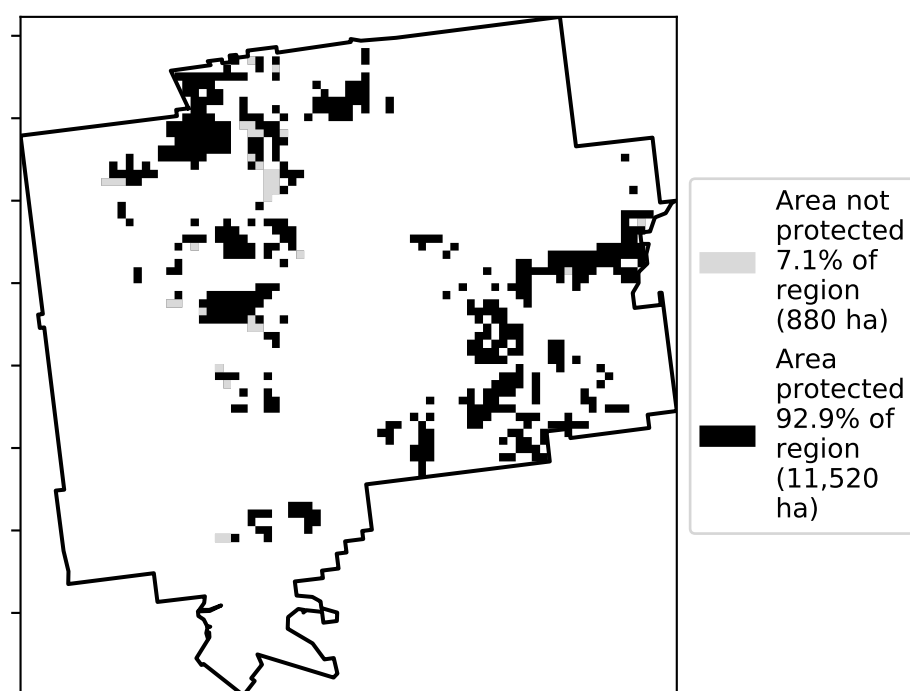 Area not
protected
7.1% of
region
(880 ha)
Area
protected
92.9% of
region
(11,520
ha)